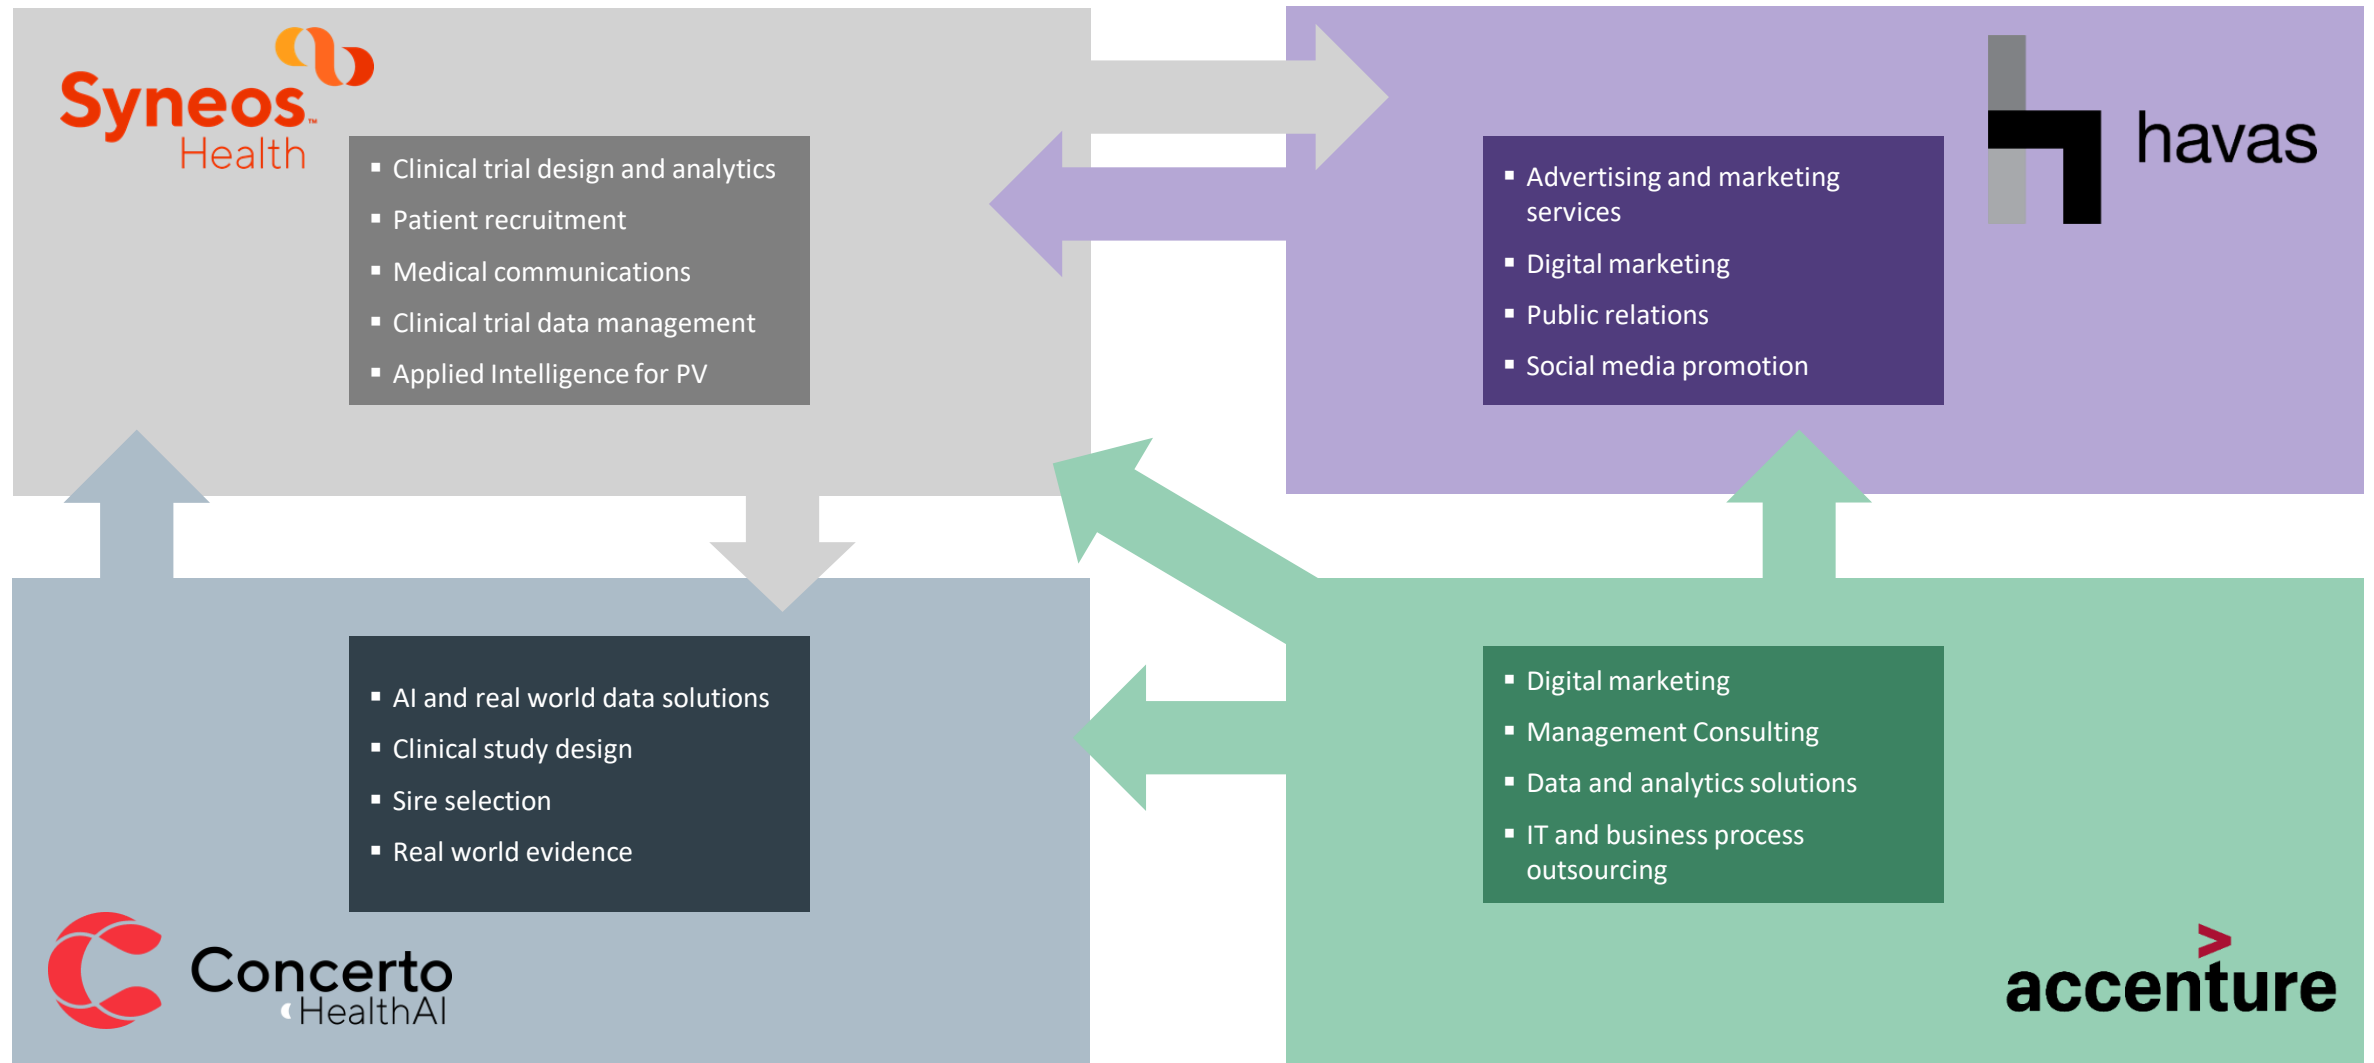 Syneos™
Health
▪ Clinical trial design and analytics
▪ Patient recruitment
▪ Medical communications
▪ Clinical trial data management
▪ Applied Intelligence for PV
havas
▪ Advertising and marketing
services
▪ Digital marketing
▪ Public relations
▪ Social media promotion
▪ AI and real world data solutions
▪ Clinical study design
▪ Sire selection
▪ Real world evidence
Concerto
HealthAI
▪ Digital marketing
▪ Management Consulting
▪ Data and analytics solutions
▪ IT and business process
outsourcing
accenture